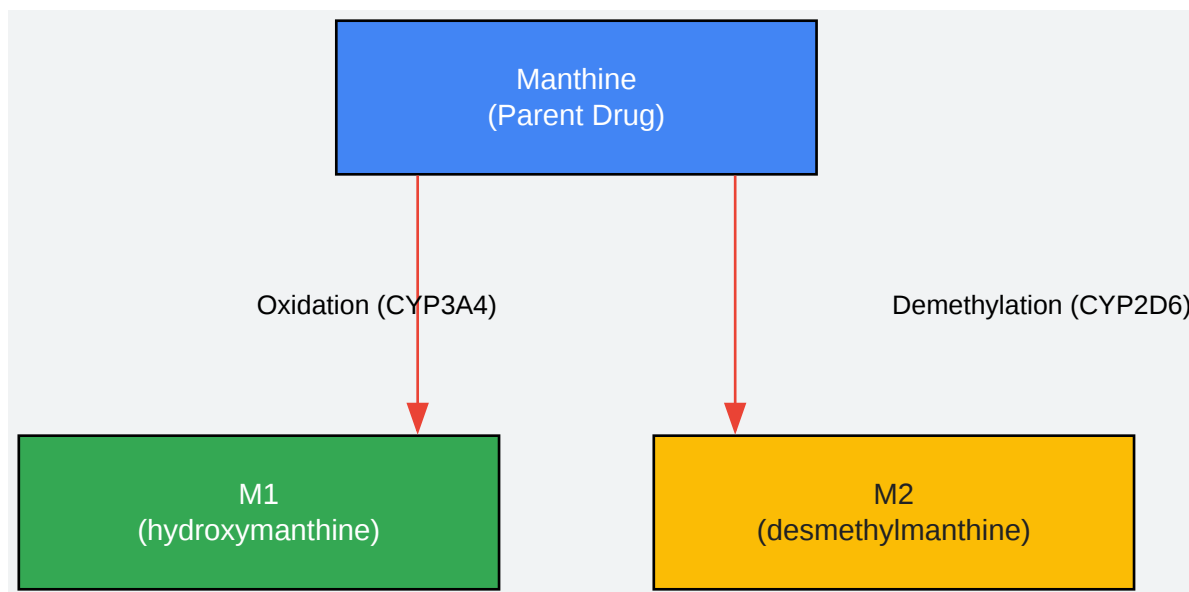 Manthine
(Parent Drug)
Oxidation (CYP3A4)
Demethylation (CYP2D6)
M1
(hydroxymanthine)
M2
(desmethylmanthine)